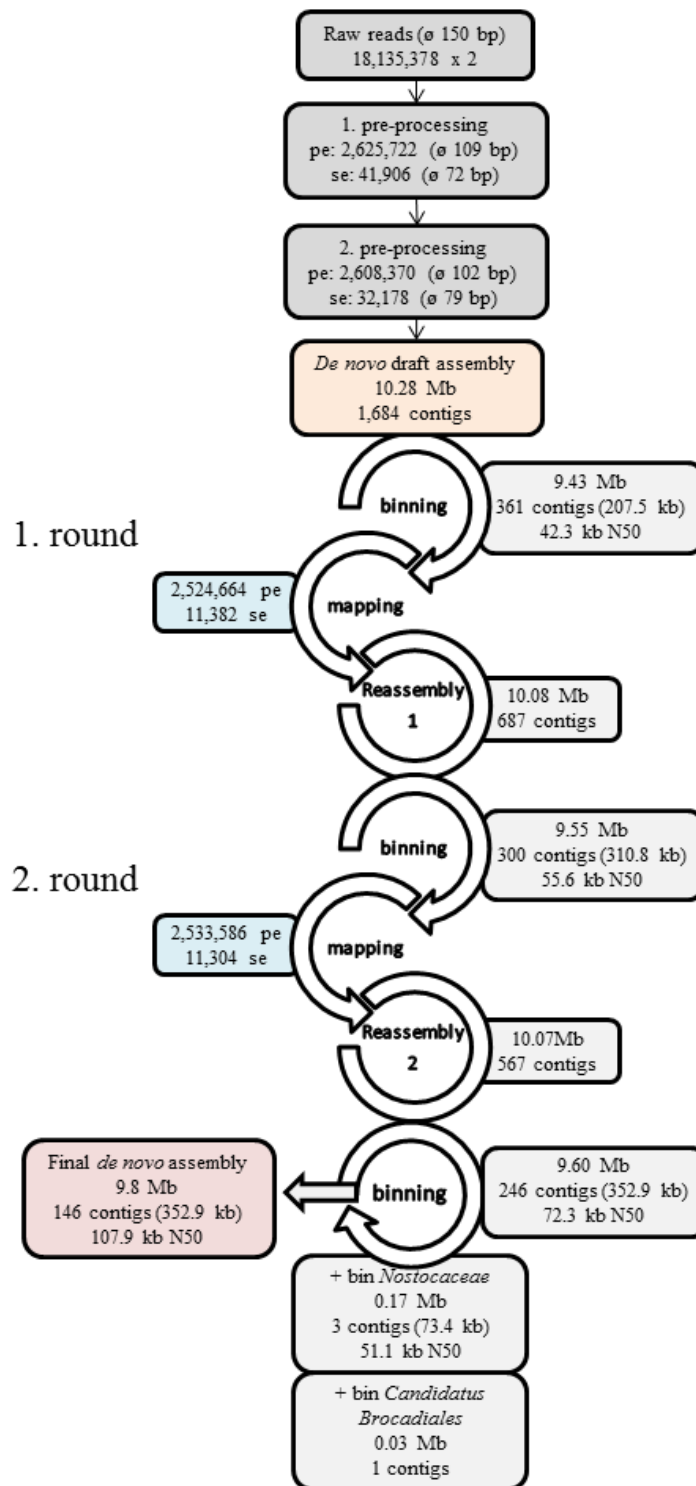 Raw reads (ø 150 bp)
18,135,378 x 2
1. pre-processing
pe: 2,625,722 (ø 109 bp)
se: 41,906 (ø 72 bp)
2. pre-processing
pe: 2,608,370 (ø 102 bp)
se: 32,178 (ø 79 bp)
De novo draft assembly
10.28 Mb
1,684 contigs
1. round
binning
9.43 Mb
361 contigs (207.5 kb)
42.3 kb N50
2,524,664 pe
11,382 se
mapping
Reassembly
1
10.08 Mb
687 contigs
2. round
binning
9.55 Mb
300 contigs (310.8 kb)
55.6 kb N50
2,533,586 pe
11,304 se
mapping
Reassembly
2
10.07Mb
567 contigs
Final de novo assembly
9.8 Mb
146 contigs (352.9 kb)
107.9 kb N50
binning
9.60 Mb
246 contigs (352.9 kb)
72.3 kb N50
+ bin Nostocaceae
0.17 Mb
3 contigs (73.4 kb)
51.1 kb N50
+ bin Candidatus
Brocadiales
0.03 Mb
1 contigs